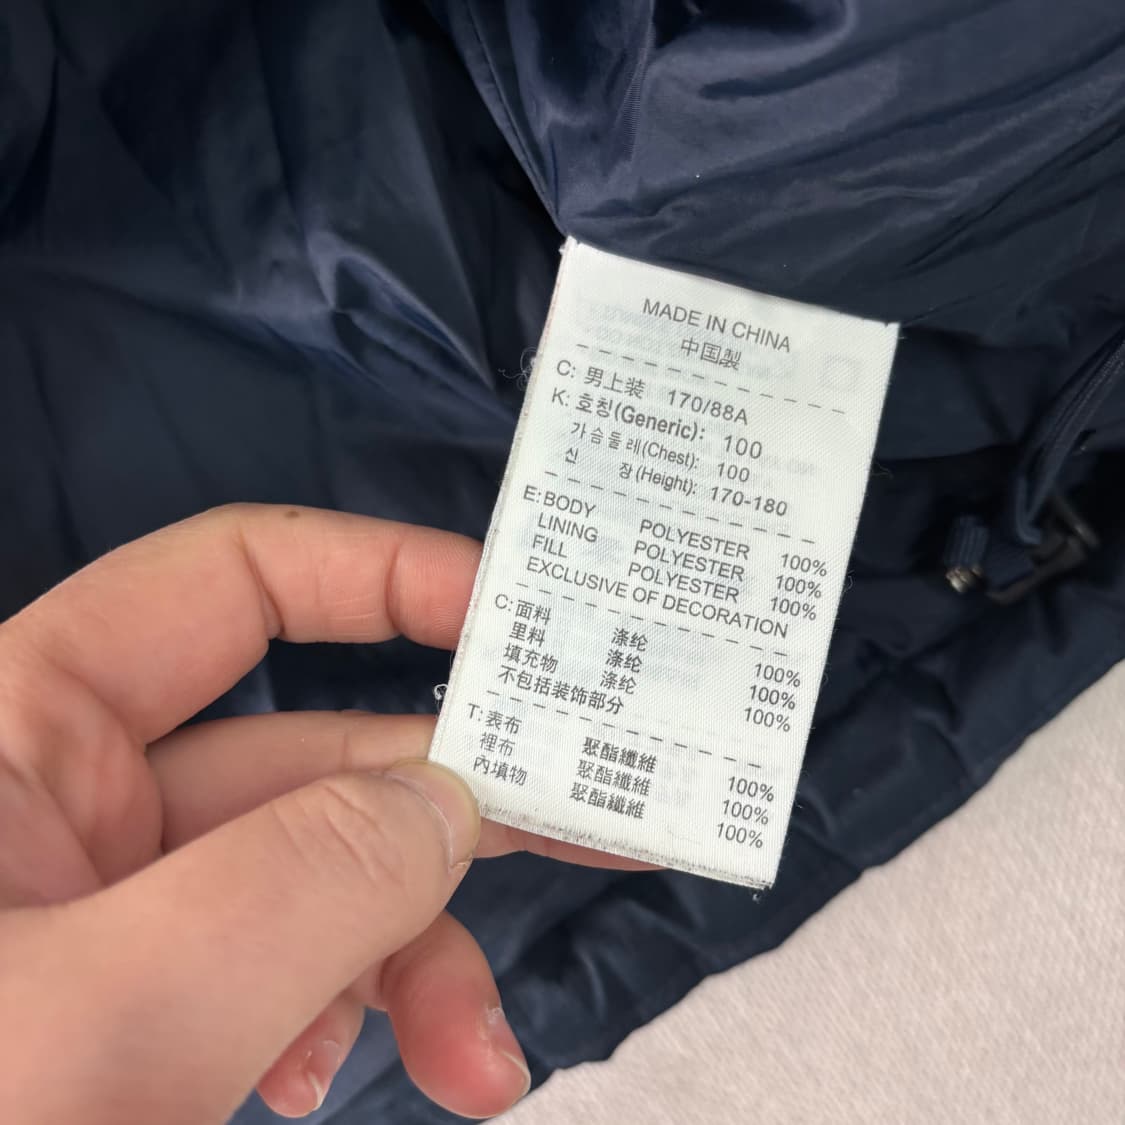 MADE IN CHINA
中国製
C: 男上装 170/88A
K: 호칭(Generic): 100
가슴둘레(Chest): 100
신 장(Height): 170-180
E: BODY POLYESTER 100%
LINING POLYESTER 100%
FILL POLYESTER 100%
EXCLUSIVE OF DECORATION
C: 面料 涤纶 100%
里料 涤纶 100%
填充物 涤纶 100%
不包括装饰部分
T: 表布 聚酯纖維 100%
裡布 聚酯纖維 100%
內填物 聚酯纖維 100%